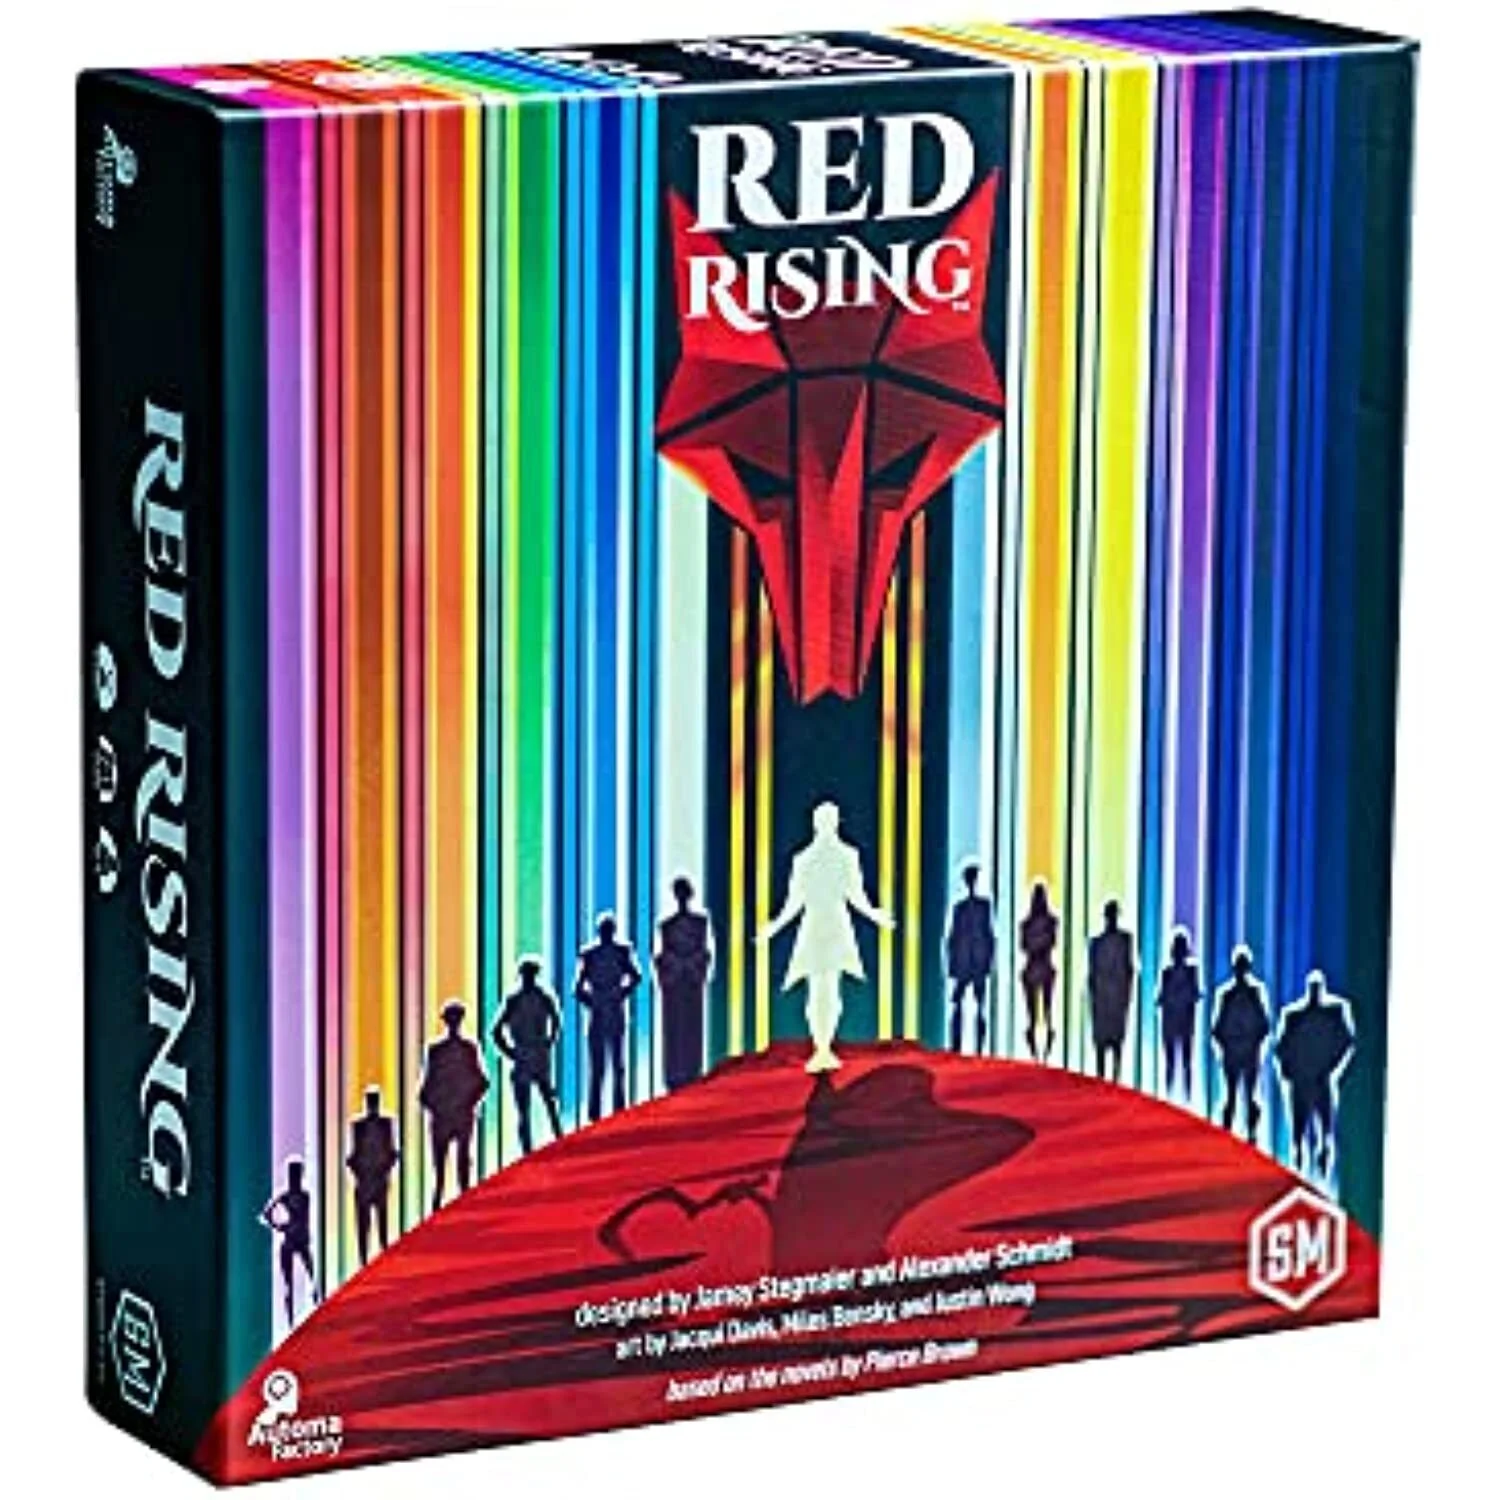 RED
RISING
RED RISING
designed by Jamey Stegmaier and Alexander Schmidt
art by Jacqui Davis, Miles Bensky, and Justin Wong
based on the novels by Pierce Brown
SM
Automa
Factory
SM